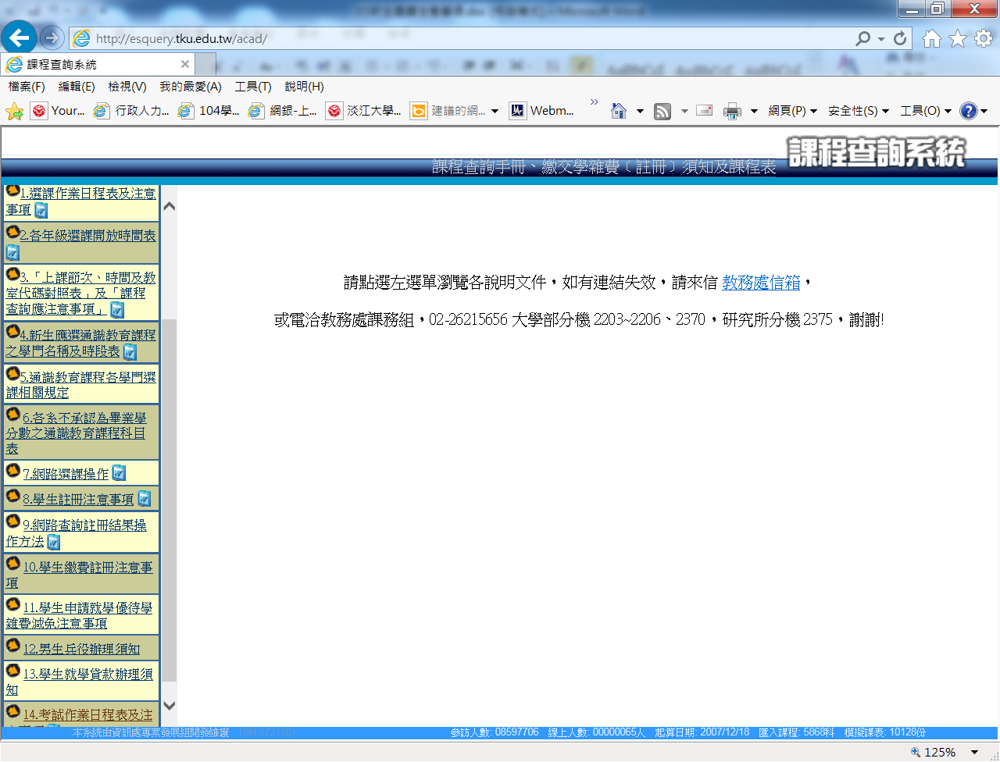 http://esquery.tku.edu.tw/acad/
課程查詢系統
檔案(F) 編輯(E) 檢視(V) 我的最愛(A) 工具(T) 說明(H)
Your... 行政人力... 104學... 網銀-上... 淡江大學... 建議的網... Webm... 網頁(P) 安全性(S) 工具(O)
課程查詢系統
課程查詢手冊、繳交學雜費﹝註冊﹞須知及課程表
1.選課作業日程表及注意
事項
2.各年級選課開放時間表
3.「上課節次、時間及教
室代碼對照表」及「課程
查詢應注意事項」
4.新生應選通識教育課程
之學門名稱及時段表
5.通識教育課程各學門選
課相關規定
6.各系不承認為畢業學
分數之通識教育課程科目
表
7.網路選課操作
8.學生註冊注意事項
9.網路查詢註冊結果操
作方法
10.學生繳費註冊注意事
項
11.學生申請就學優待學
雜費減免注意事項
12.男生兵役辦理須知
13.學生就學貸款辦理須
知
14.考試作業日程表及注
請點選左選單瀏覽各說明文件，如有連結失效，請來信 教務處信箱，
或電洽教務處課務組，02-26215656 大學部分機 2203~2206、2370，研究所分機 2375，謝謝!
本系統由資訊處專案發展組開發維護 (SN:972160) 參訪人數: 08597706 線上人數: 00000065人 起算日期: 2007/12/18 匯入課程: 5868科 模擬課表: 10128份
125%